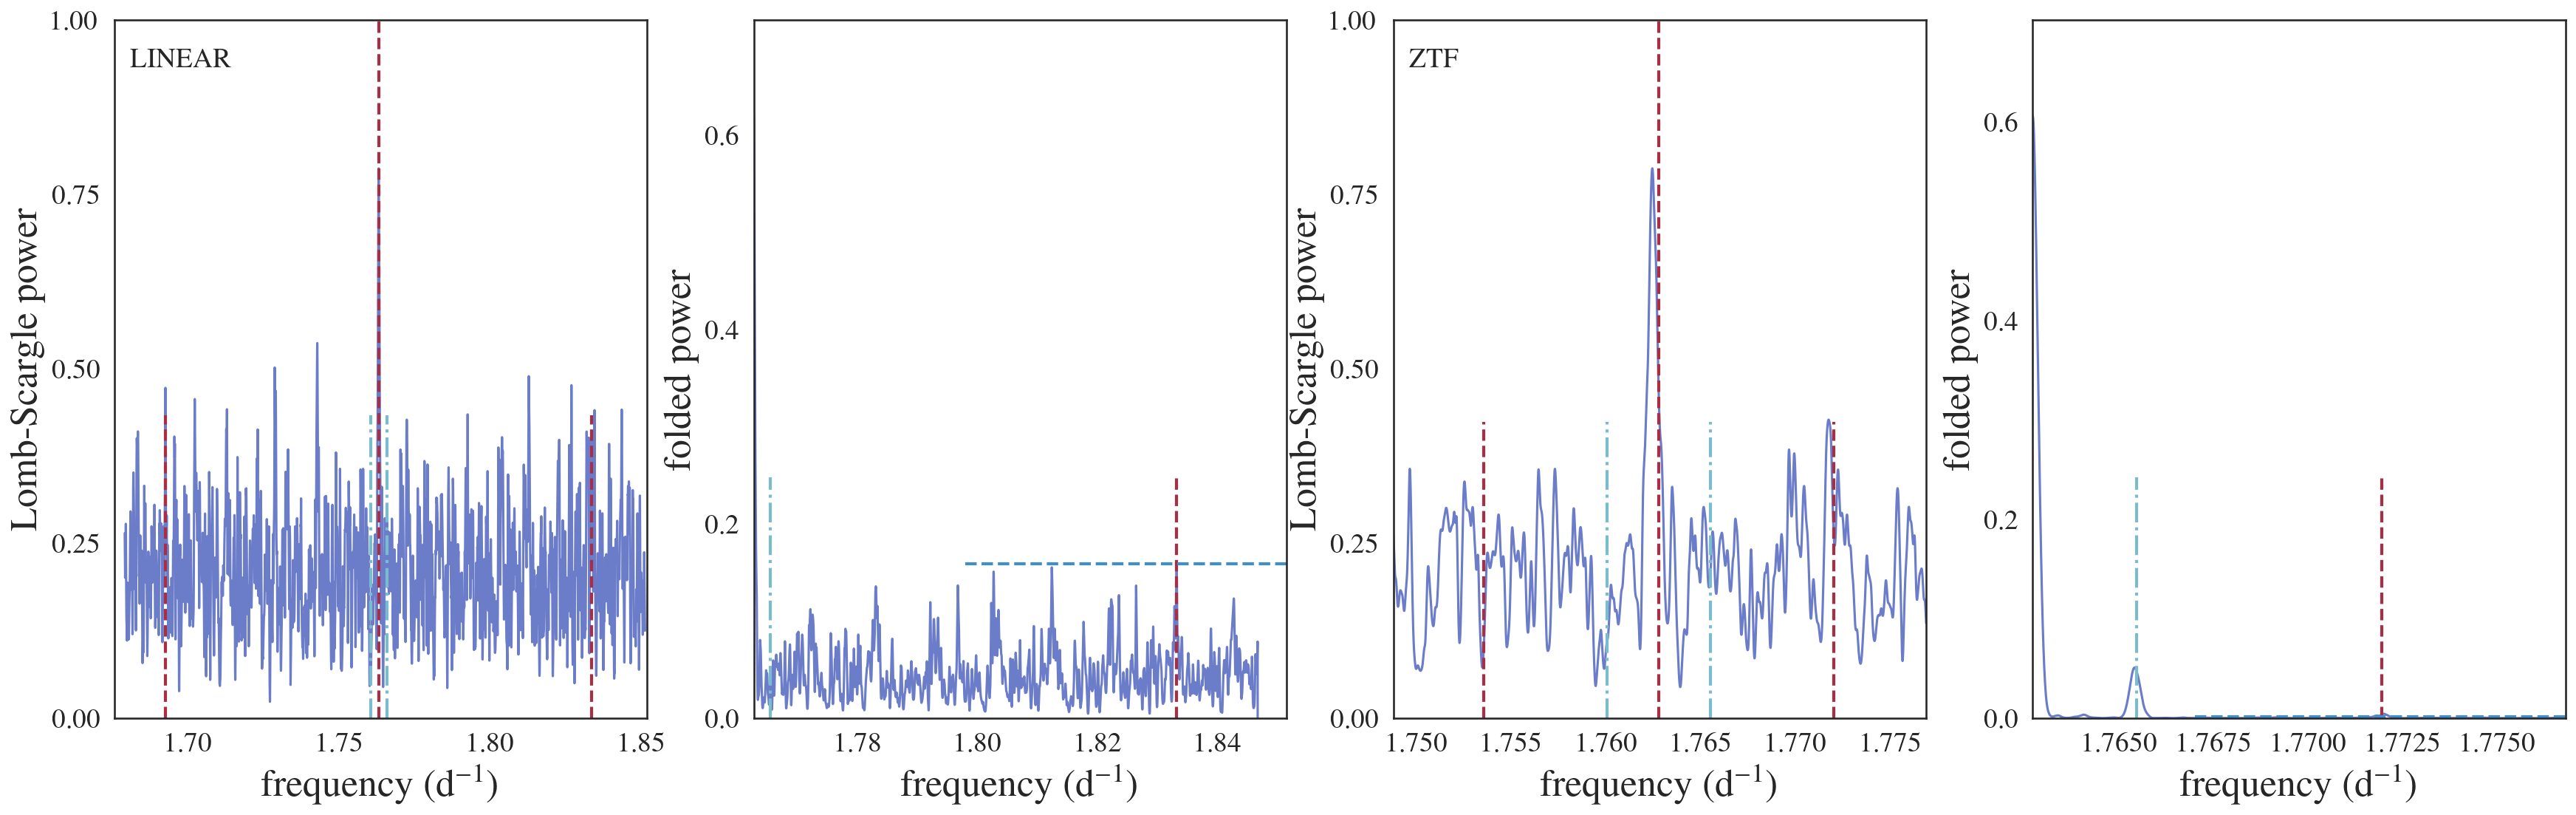 Lomb-Scargle power
1.00
0.75
0.50
0.25
0.00
LINEAR
1.70 1.75 1.80 1.85
frequency (d⁻¹)
folded power
0.6
0.4
0.2
0.0
1.78 1.80 1.82 1.84
frequency (d⁻¹)
Lomb-Scargle power
1.00
0.75
0.50
0.25
0.00
ZTF
1.750 1.755 1.760 1.765 1.770 1.775
frequency (d⁻¹)
folded power
0.6
0.4
0.2
0.0
1.7650 1.7675 1.7700 1.7725 1.7750
frequency (d⁻¹)